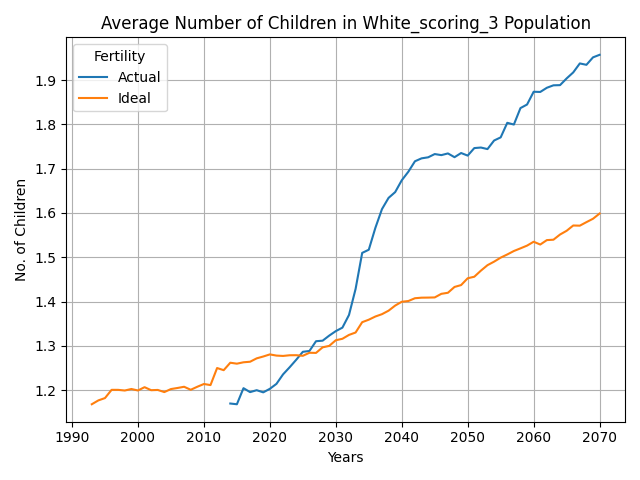 Average Number of Children in White_scoring_3 Population
Fertility
Actual
Ideal
No. of Children
1.9
1.8
1.7
1.6
1.5
1.4
1.3
1.2
1990 2000 2010 2020 2030 2040 2050 2060 2070
Years